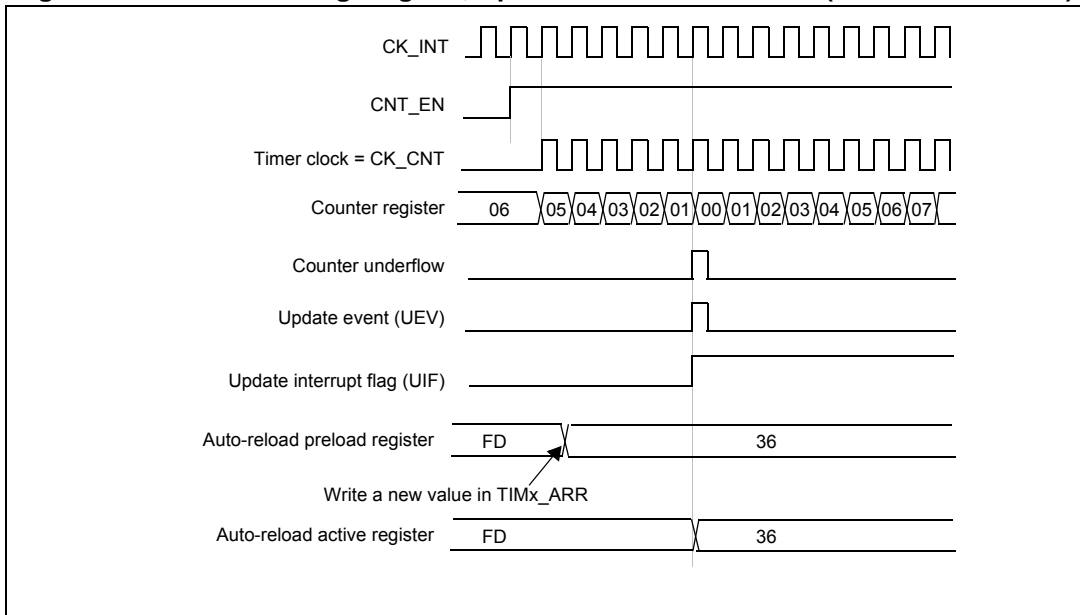 CK_INT
CNT_EN
Timer clock = CK_CNT
Counter register 06 05 04 03 02 01 00 01 02 03 04 05 06 07
Counter underflow
Update event (UEV)
Update interrupt flag (UIF)
Auto-reload preload register FD 36
Write a new value in TIMx_ARR
Auto-reload active register FD 36